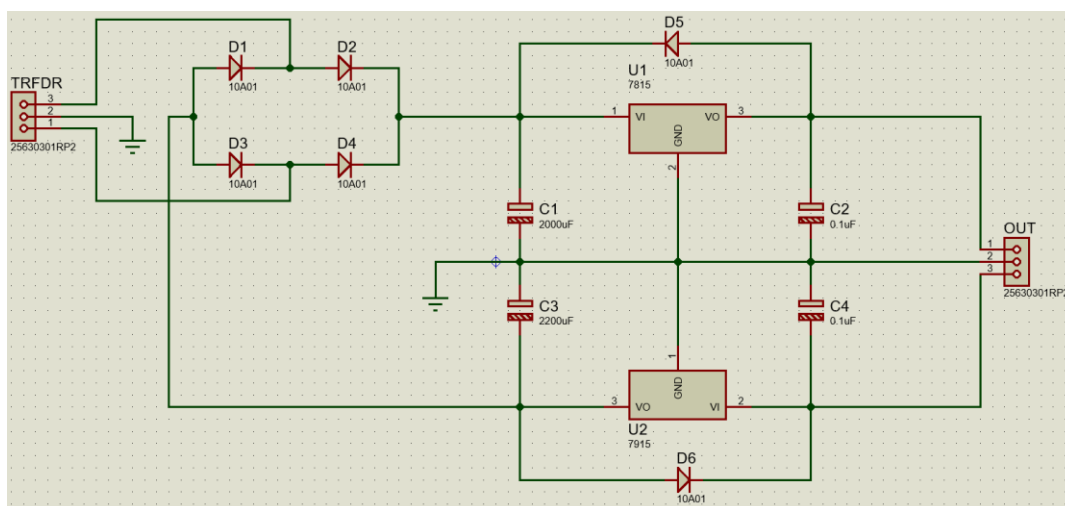 TRFDR
3
2
1
25630301RP2
D1
10A01
D2
10A01
D3
10A01
D4
10A01
D5
10A01
U1
7815
1
VI
VO
3
GND
2
C1
2000uF
C2
0.1uF
OUT
1
2
3
25630301RP2
C3
2200uF
C4
0.1uF
1
GND
3
VO
VI
2
U2
7915
D6
10A01